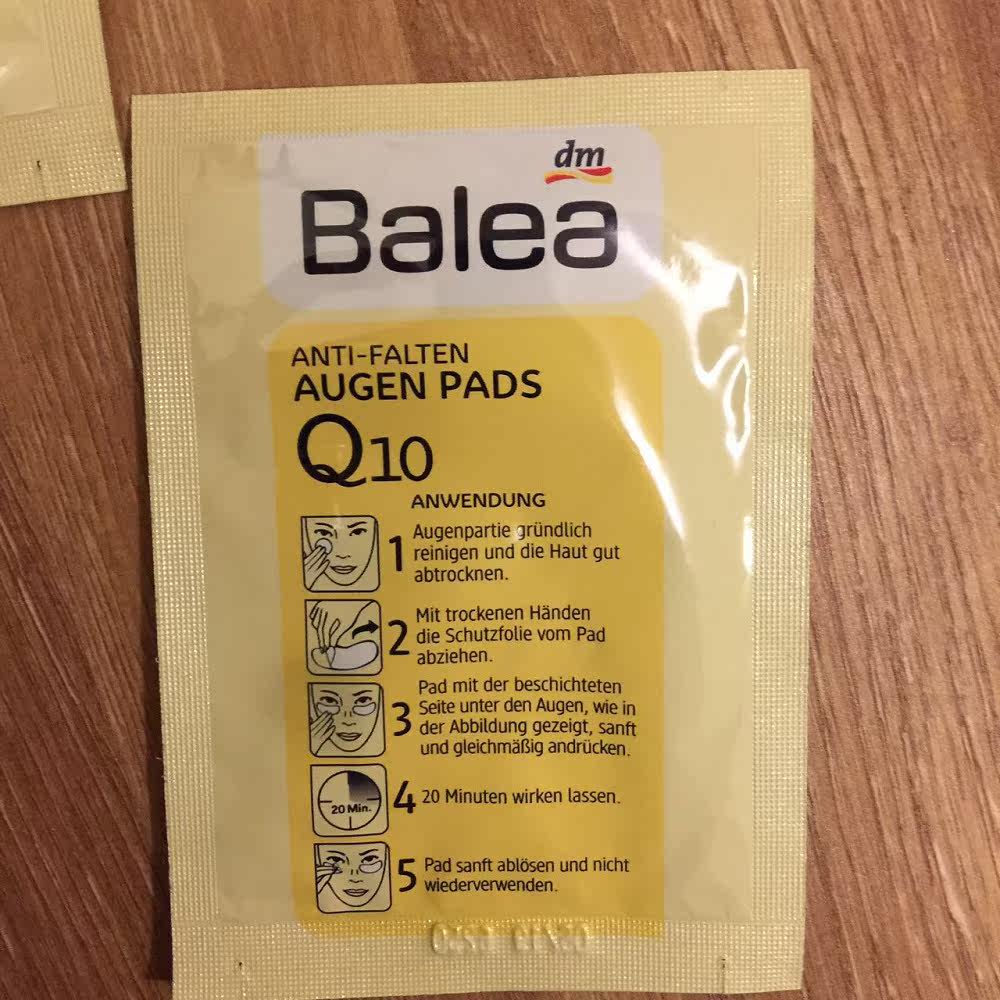 dm
Balea
ANTI-FALTEN
AUGEN PADS
Q10
ANWENDUNG
1 Augenpartie gründlich
reinigen und die Haut gut
abtrocknen.
2 Mit trockenen Händen
die Schutzfolie vom Pad
abziehen.
3 Pad mit der beschichteten
Seite unter den Augen, wie in
der Abbildung gezeigt, sanft
und gleichmäßig andrücken.
20 Min.
4 20 Minuten wirken lassen.
5 Pad sanft ablösen und nicht
wiederverwenden.